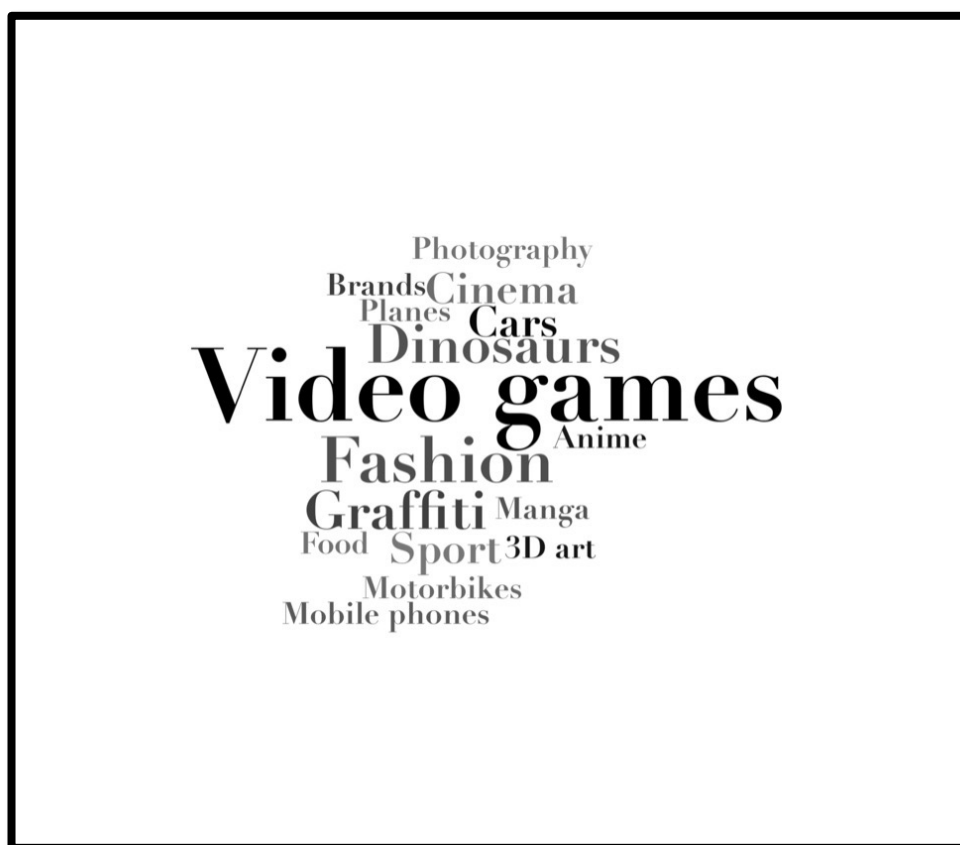 Photography
Brands Cinema
Planes Cars
Dinosaurs
Video games
Anime
Fashion
Graffiti Manga
Food Sport 3D art
Motorbikes
Mobile phones